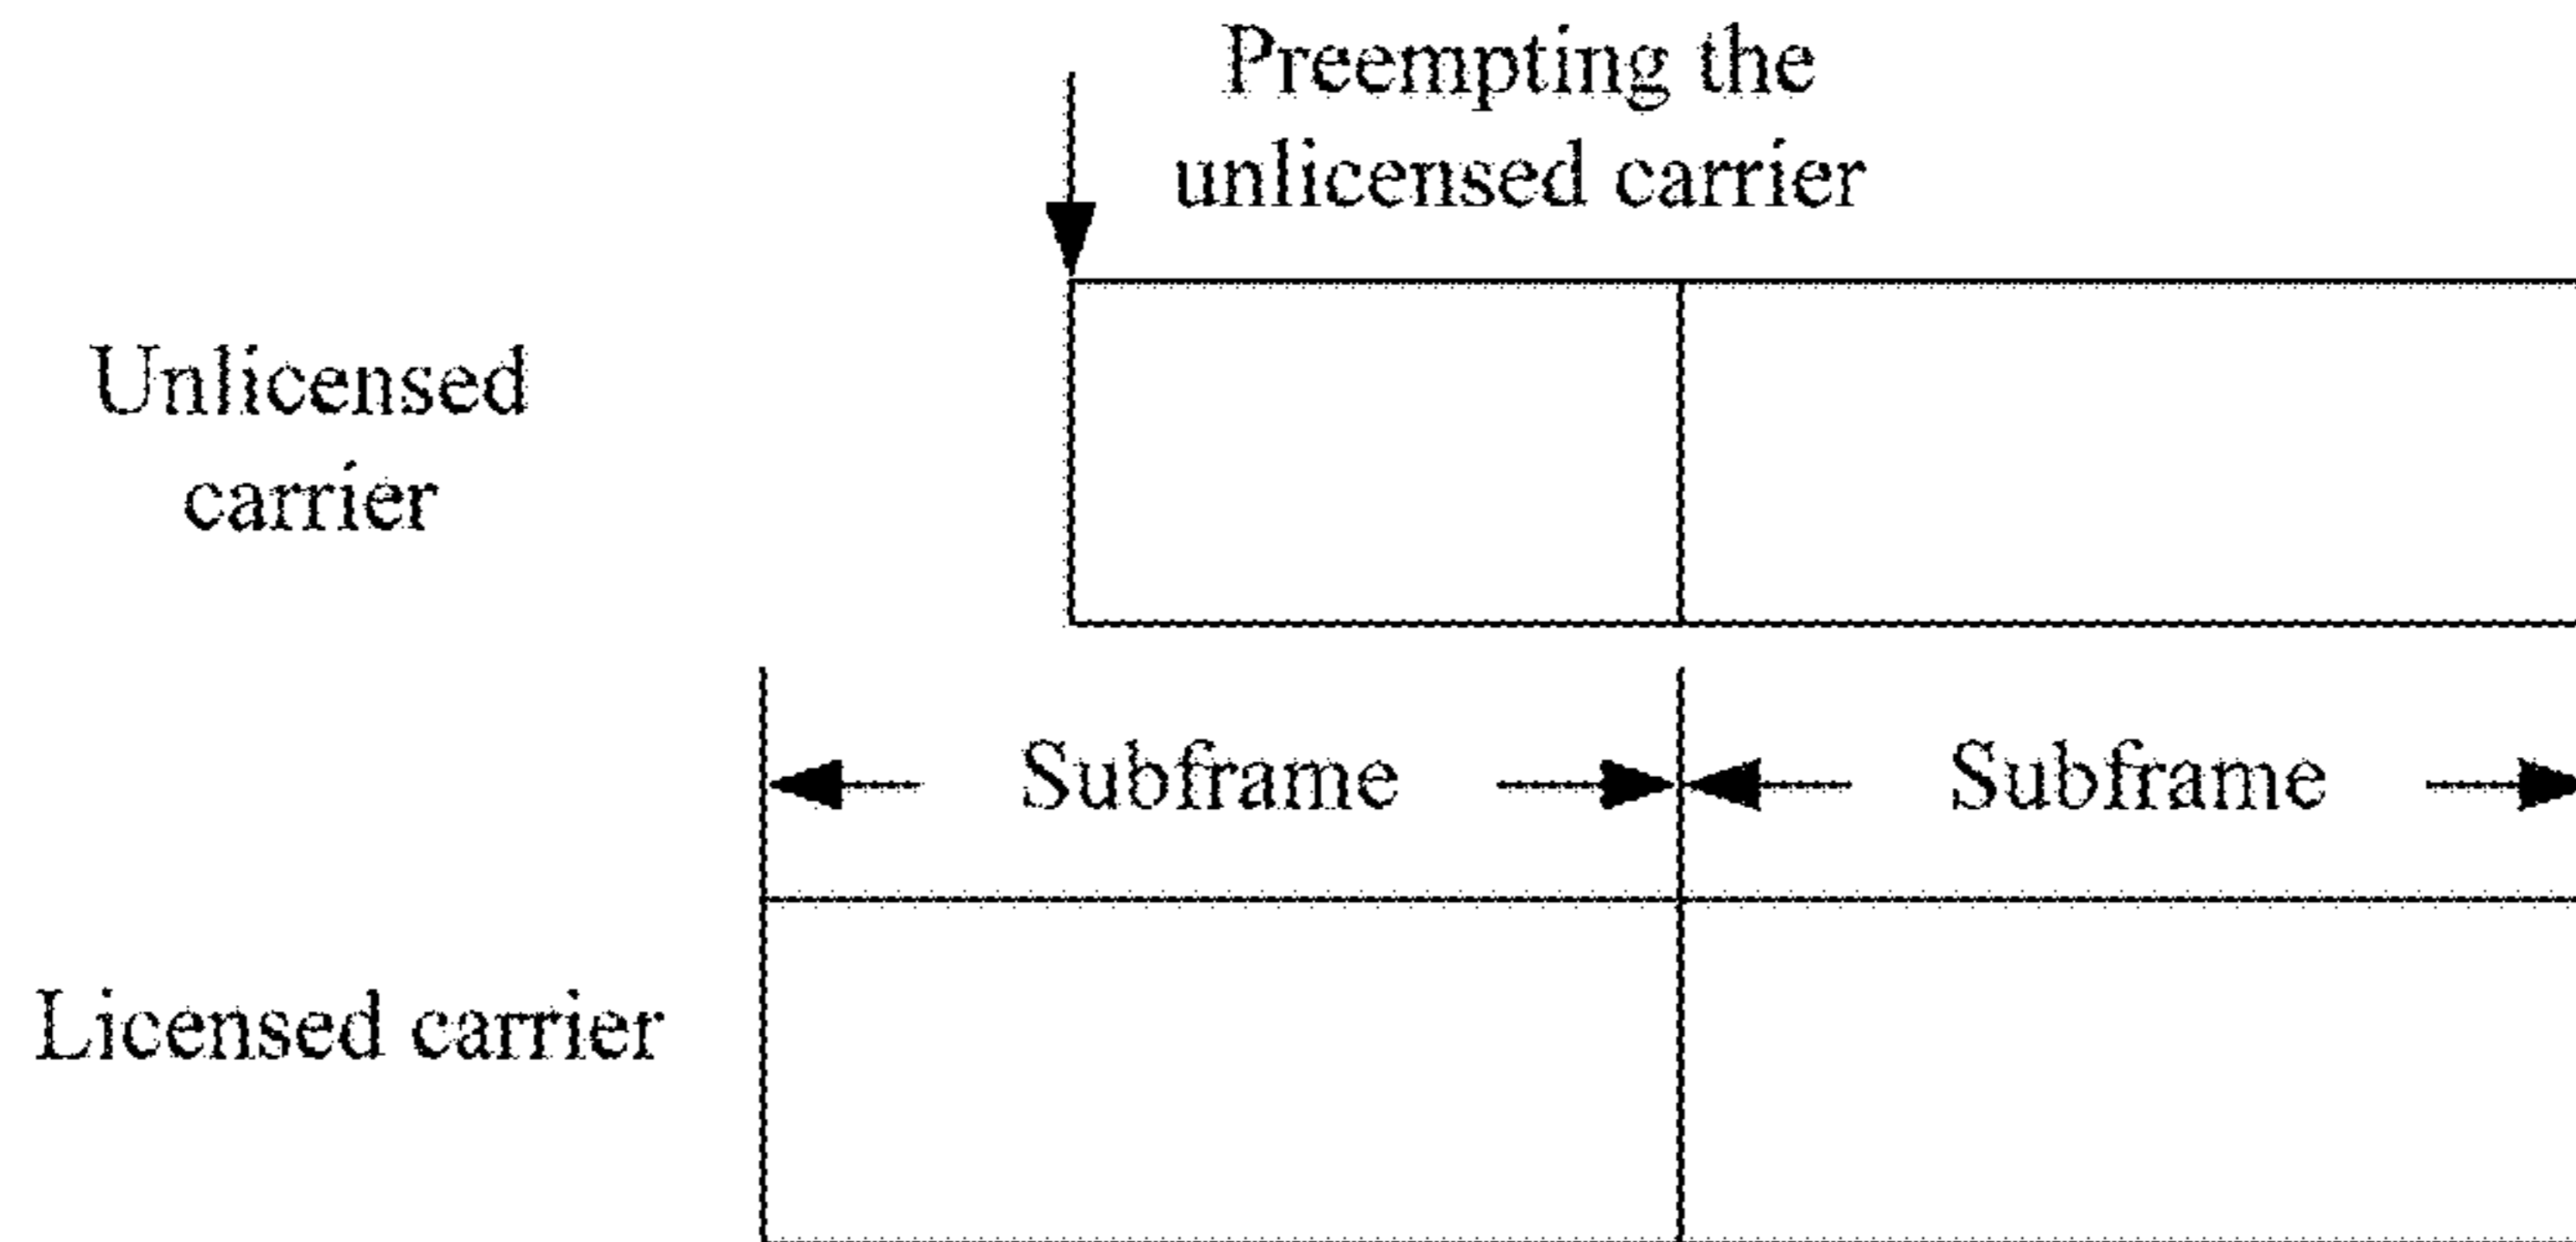 Preempting the
unlicensed carrier
Unlicensed
carrier
Subframe
Subframe
Licensed carrier